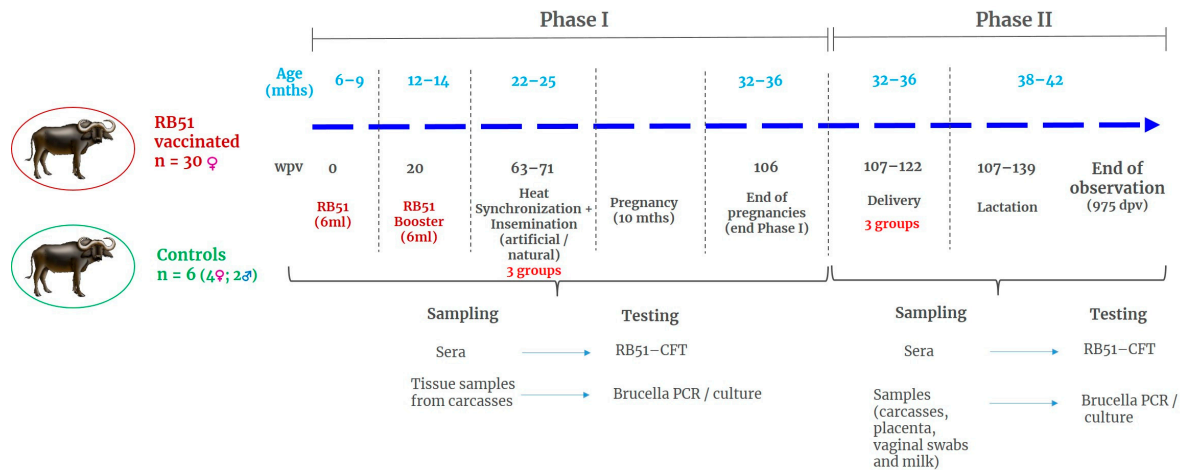 Phase I
Phase II
Age
(mths)
6–9
12–14
22–25
32–36
32–36
38–42
RB51
vaccinated
n = 30 ♀
wpv
0
20
63–71
106
107–122
107–139
End of
observation
(975 dpv)
RB51
(6ml)
RB51
Booster
(6ml)
Heat
Synchronization +
Insemination
(artificial /
natural)
3 groups
Pregnancy
(10 mths)
End of
pregnancies
(end Phase I)
Delivery
3 groups
Lactation
Controls
n = 6 (4♀; 2♂)
Sampling
Testing
Sera
RB51–CFT
Tissue samples
from carcasses
Brucella PCR / culture
Sampling
Testing
Sera
RB51–CFT
Samples
(carcasses,
placenta,
vaginal swabs
and milk)
Brucella PCR /
culture